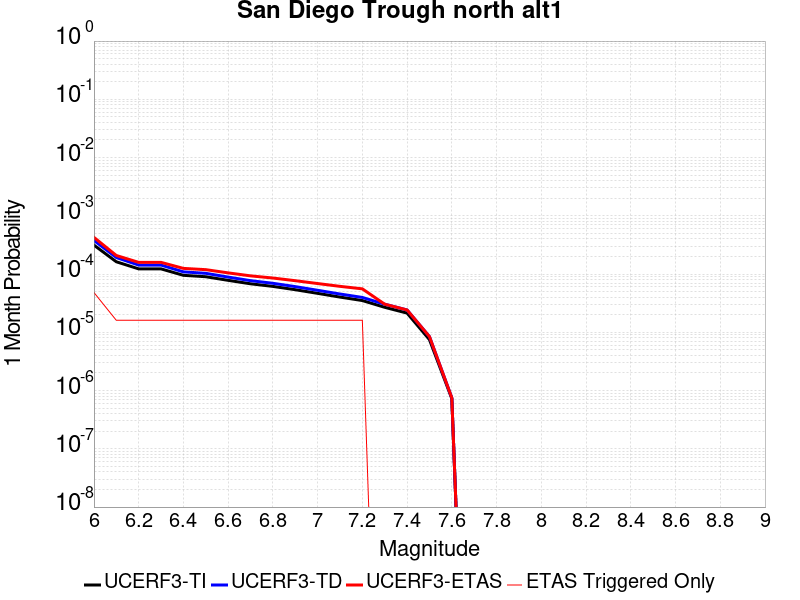 San Diego Trough north alt1
10^0
10^-1
10^-2
10^-3
10^-4
10^-5
10^-6
10^-7
10^-8
1 Month Probability
6 6.2 6.4 6.6 6.8 7 7.2 7.4 7.6 7.8 8 8.2 8.4 8.6 8.8 9
Magnitude
UCERF3-TI UCERF3-TD UCERF3-ETAS ETAS Triggered Only